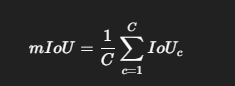 mIoU = \frac{1}{C} \sum_{c=1}^{C} IoU_c